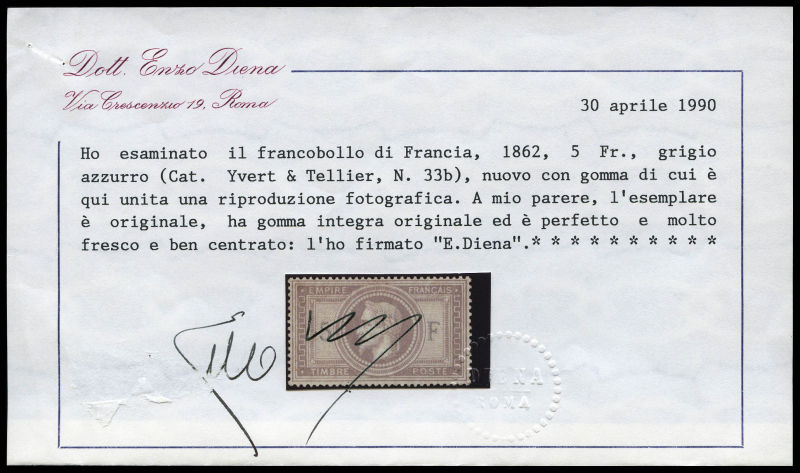 Dott. Enzo Diena
Via Crescenzio 19, Roma
30 aprile 1990
Ho esaminato il francobollo di Francia, 1862, 5 Fr., grigio
azzurro (Cat. Yvert & Tellier, N. 33b), nuovo con gomma di cui è
qui unita una riproduzione fotografica. A mio parere, l'esemplare
è originale, ha gomma integra originale ed è perfetto e molto
fresco e ben centrato: l'ho firmato "E.Diena".* * * * * * * * * *
EMPIRE FRANÇAIS
F
TIMBRE POSTE
ROMA